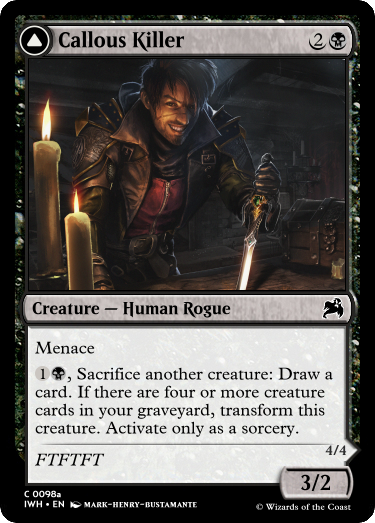 Callous Killer 2
Creature — Human Rogue
Menace
1, Sacrifice another creature: Draw a
card. If there are four or more creature
cards in your graveyard, transform this
creature. Activate only as a sorcery.
4/4
FTFTFT
3/2
C 0098a
IWH • EN MARK-HENRY-BUSTAMANTE
© Wizards of the Coast